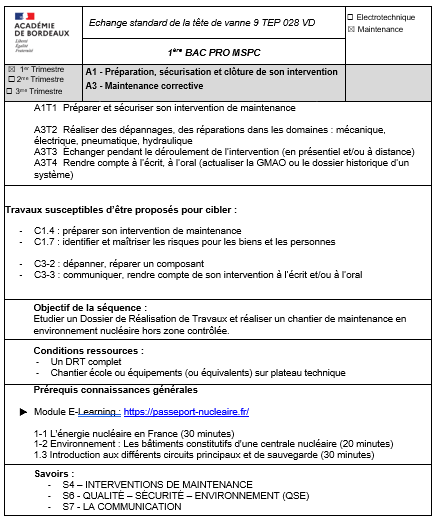 ACADÉMIE
DE BORDEAUX
Liberté
Égalité
Fraternité
Echange standard de la tête de vanne 9 TEP 028 VD
1ère BAC PRO MSPC
☐ Electrotechnique
☒ Maintenance
☒ 1er Trimestre
☐ 2ème Trimestre
☐ 3ème Trimestre
A1 - Préparation, sécurisation et clôture de son intervention
A3 - Maintenance corrective
A1T1 Préparer et sécuriser son intervention de maintenance
A3T2 Réaliser des dépannages, des réparations dans les domaines : mécanique,
électrique, pneumatique, hydraulique
A3T3 Échanger pendant le déroulement de l'intervention (en présentiel et/ou à distance)
A3T4 Rendre compte à l'écrit, à l'oral (actualiser la GMAO ou le dossier historique d'un
système)
Travaux susceptibles d'être proposés pour cibler :
- C1.4 : préparer son intervention de maintenance
- C1.7 : identifier et maîtriser les risques pour les biens et les personnes
- C3-2 : dépanner, réparer un composant
- C3-3 : communiquer, rendre compte de son intervention à l'écrit et/ou à l'oral
Objectif de la séquence :
Etudier un Dossier de Réalisation de Travaux et réaliser un chantier de maintenance en
environnement nucléaire hors zone contrôlée.
Conditions ressources :
- Un DRT complet
- Chantier école ou équipements (ou équivalents) sur plateau technique
Prérequis connaissances générales
► Module E-Learning : https://passeport-nucleaire.fr/
1-1 L'énergie nucléaire en France (30 minutes)
1-2 Environnement : Les bâtiments constitutifs d'une centrale nucléaire (20 minutes)
1.3 Introduction aux différents circuits principaux et de sauvegarde (30 minutes)
Savoirs :
- S4 – INTERVENTIONS DE MAINTENANCE
- S6 - QUALITÉ – SÉCURITÉ – ENVIRONNEMENT (QSE)
- S7 - LA COMMUNICATION